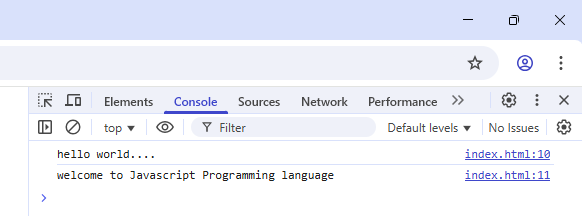 Elements Console Sources Network Performance
top Filter Default levels No Issues
hello world.... index.html:10
welcome to Javascript Programming language index.html:11